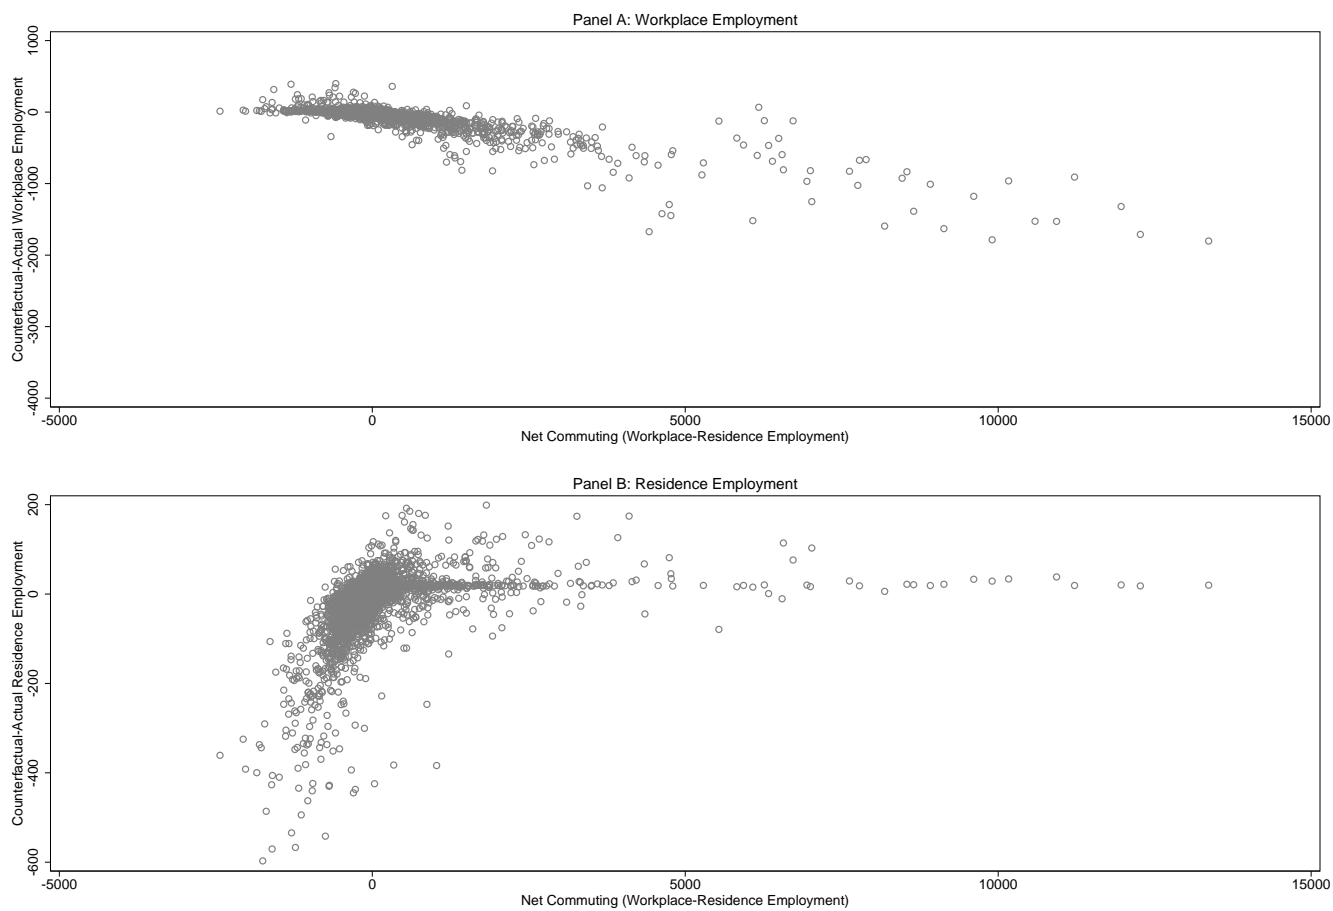 Panel A: Workplace Employment
Counterfactual-Actual Workplace Employment
1000
0
-1000
-2000
-3000
-4000
-5000 0 5000 10000 15000
Net Commuting (Workplace-Residence Employment)
Panel B: Residence Employment
Counterfactual-Actual Residence Employment
200
0
-200
-400
-600
-5000 0 5000 10000 15000
Net Commuting (Workplace-Residence Employment)